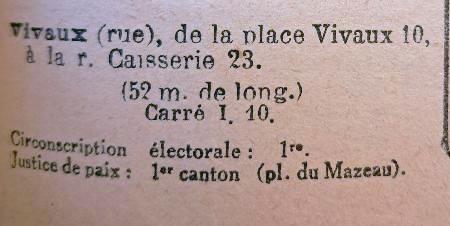 Vivaux (rue), de la place Vivaux 10,
à la r. Caisserie 23.
(52 m. de long.)
Carré I. 10.
Circonscription électorale : 1re.
Justice de paix : 1er canton (pl. du Mazeau).